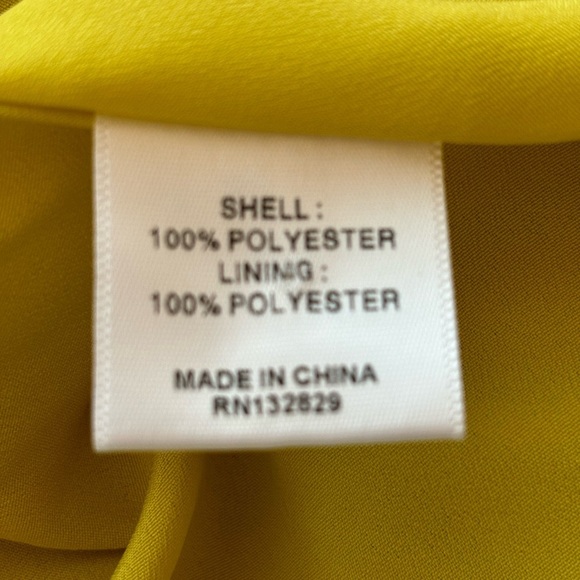 SHELL :
100% POLYESTER
LINING :
100% POLYESTER
MADE IN CHINA
RN132829